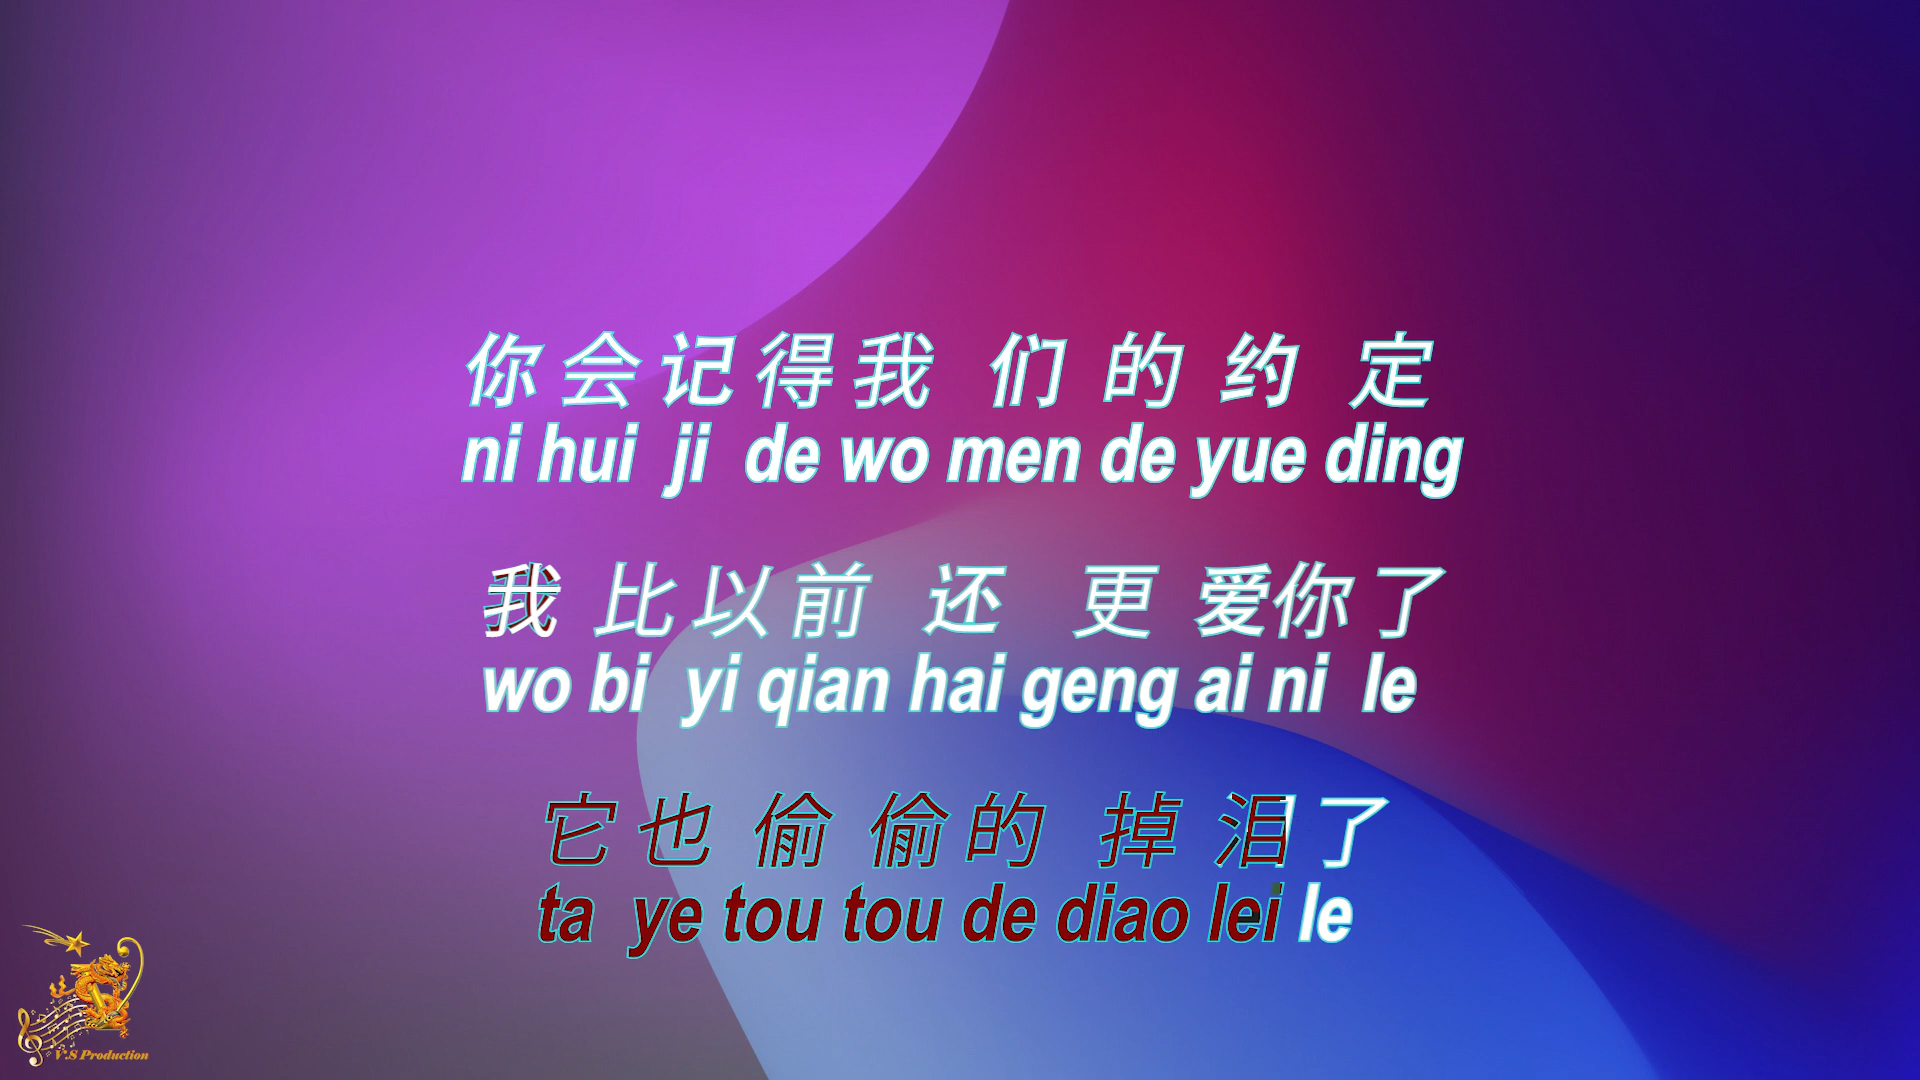 你会记得我们的约定
ni hui ji de wo men de yue ding
我比以前还更爱你了
wo bi yi qian hai geng ai ni le
它也偷偷的掉泪了
ta ye tou tou de diao lei le
V.S Production